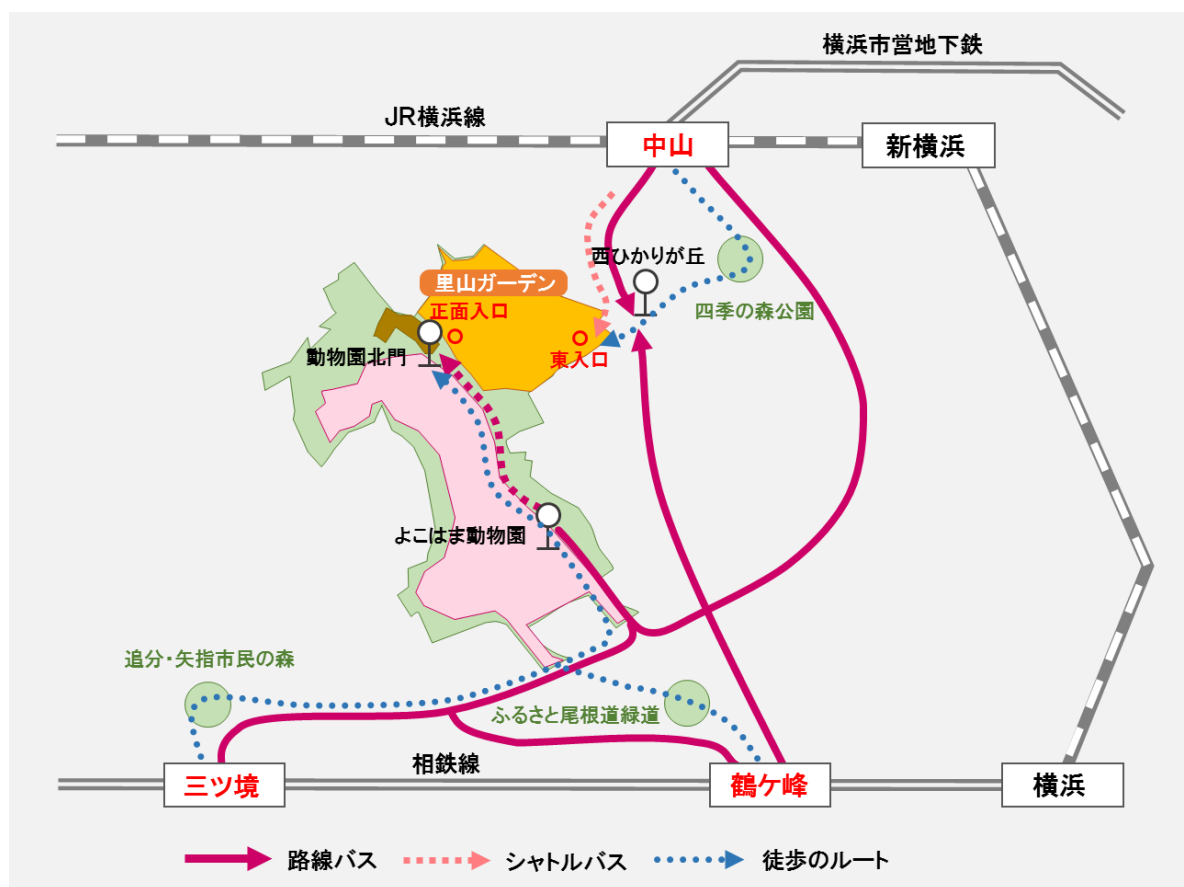 横浜市営地下鉄
JR横浜線
中山
新横浜
西ひかりが丘
里山ガーデン
正面入口
四季の森公園
動物園北門
東入口
よこはま動物園
追分・矢指市民の森
ふるさと尾根道緑道
相鉄線
三ツ境
鶴ケ峰
横浜
路線バス
シャトルバス
徒歩のルート